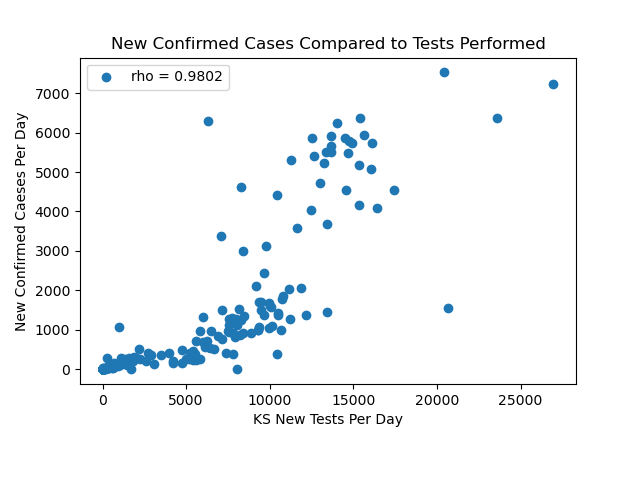 New Confirmed Cases Compared to Tests Performed
rho = 0.9802
New Confirmed Caeses Per Day
7000
6000
5000
4000
3000
2000
1000
0
0 5000 10000 15000 20000 25000
KS New Tests Per Day